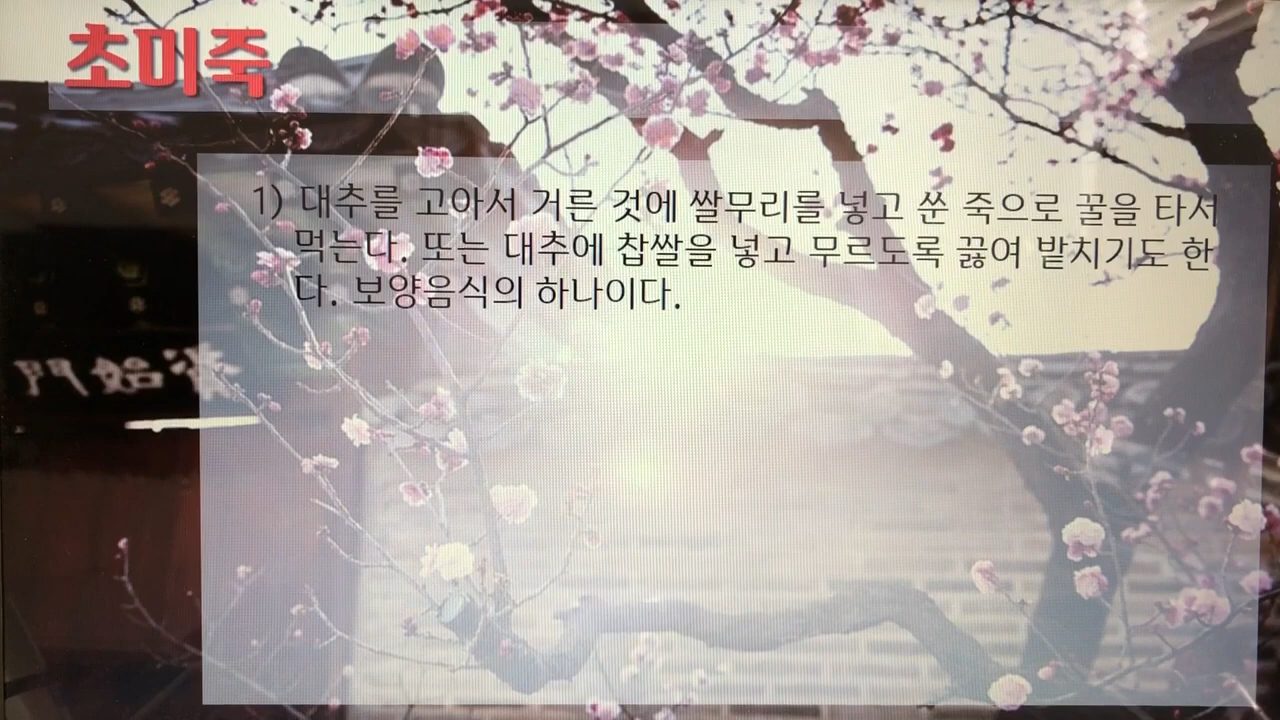 초미죽
1) 대추를 고아서 거른 것에 쌀무리를 넣고 쑨 죽으로 꿀을 타서
먹는다. 또는 대추에 찹쌀을 넣고 무르도록 끓여 밭치기도 한
다. 보양음식의 하나이다.
門始資